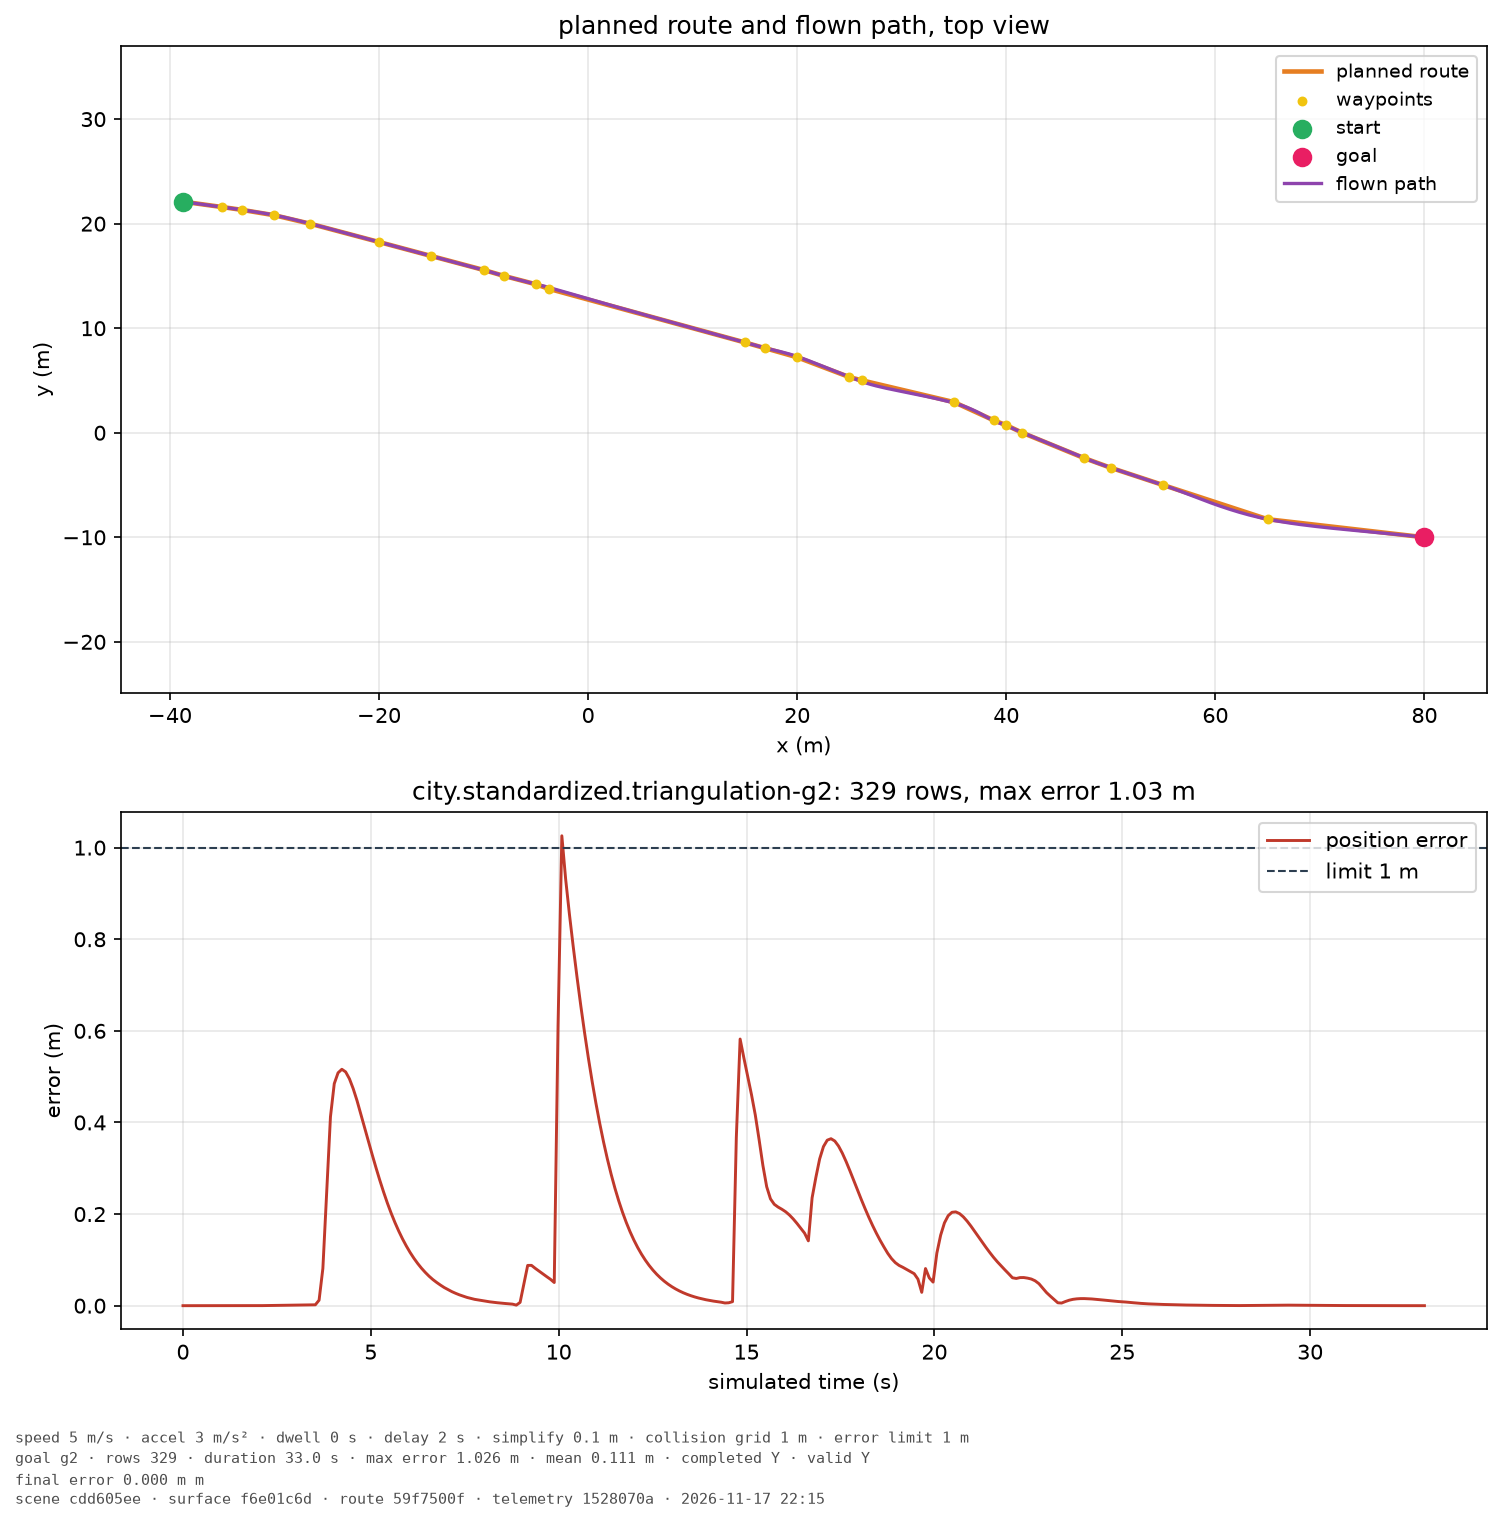 planned route and flown path, top view
planned route
waypoints
start
goal
flown path
30
20
10
0
−10
−20
y (m)
−40
−20
0
20
40
60
80
x (m)
city.standardized.triangulation-g2: 329 rows, max error 1.03 m
position error
limit 1 m
1.0
0.8
0.6
0.4
0.2
0.0
error (m)
0
5
10
15
20
25
30
simulated time (s)
speed 5 m/s · accel 3 m/s² · dwell 0 s · delay 2 s · simplify 0.1 m · collision grid 1 m · error limit 1 m
goal g2 · rows 329 · duration 33.0 s · max error 1.026 m · mean 0.111 m · completed Y · valid Y
final error 0.000 m m
scene cdd605ee · surface f6e01c6d · route 59f7500f · telemetry 1528070a · 2026-11-17 22:15